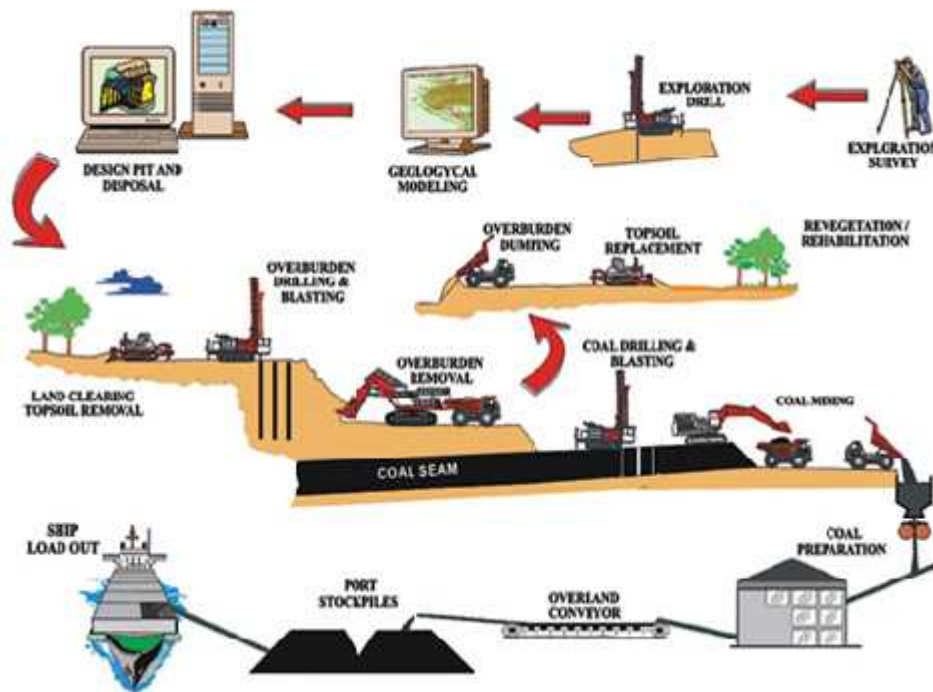 EXPLORATION
DRILL
EXPLORATION
SURVEY
GEOLOGYCAL
MODELING
DESIGN PIT AND
DISPOSAL
REVEGETATION /
REHABILITATION
OVERBURDEN
DUMPING
TOPSOIL
REPLACEMENT
OVERBURDEN
DRILLING &
BLASTING
COAL DRILLING &
BLASTING
OVERBURDEN
REMOVAL
LAND CLEARING
TOPSOIL REMOVAL
COAL MINING
COAL SEAM
SHIP
LOAD OUT
PORT
STOCKPILES
OVERLAND
CONVEYOR
COAL
PREPARATION